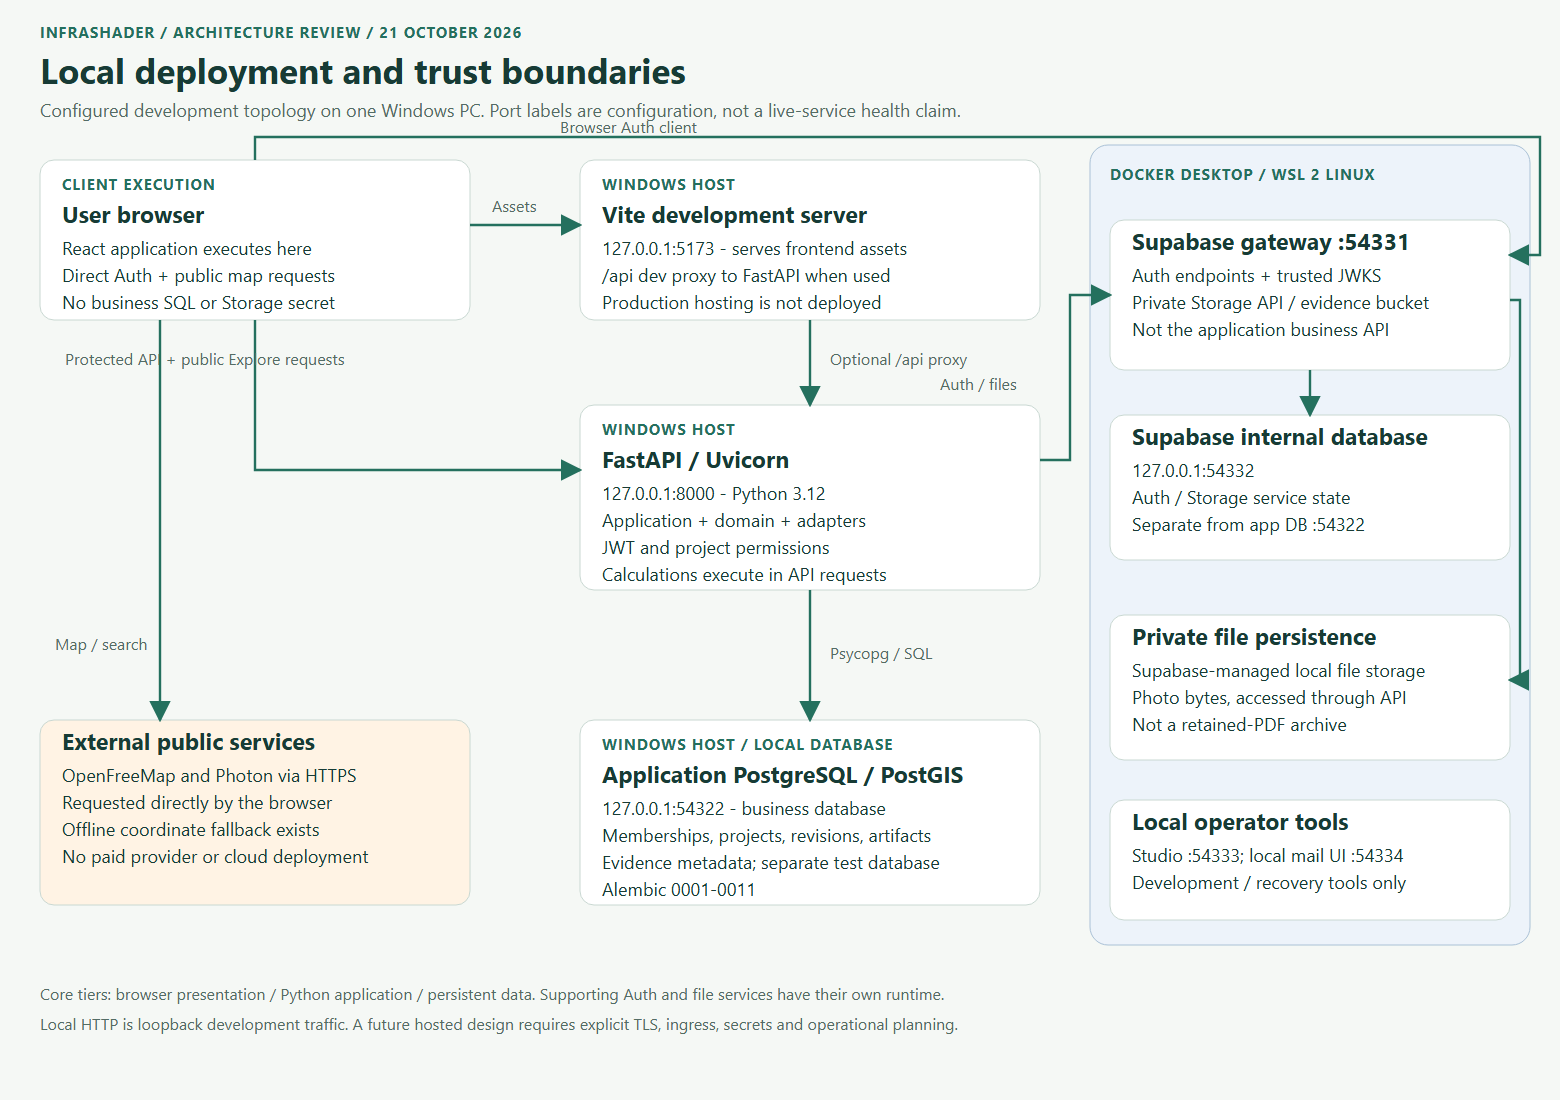 INFRASHADER / ARCHITECTURE REVIEW / 21 OCTOBER 2026
Local deployment and trust boundaries
Configured development topology on one Windows PC. Port labels are configuration, not a live-service health claim.
Browser Auth client
CLIENT EXECUTION
User browser
React application executes here
Direct Auth + public map requests
No business SQL or Storage secret
Assets
WINDOWS HOST
Vite development server
127.0.0.1:5173 - serves frontend assets
/api dev proxy to FastAPI when used
Production hosting is not deployed
DOCKER DESKTOP / WSL 2 LINUX
Supabase gateway :54331
Auth endpoints + trusted JWKS
Private Storage API / evidence bucket
Not the application business API
Protected API + public Explore requests
Optional /api proxy
Auth / files
WINDOWS HOST
FastAPI / Uvicorn
127.0.0.1:8000 - Python 3.12
Application + domain + adapters
JWT and project permissions
Calculations execute in API requests
Supabase internal database
127.0.0.1:54332
Auth / Storage service state
Separate from app DB :54322
Map / search
Psycopg / SQL
Private file persistence
Supabase-managed local file storage
Photo bytes, accessed through API
Not a retained-PDF archive
External public services
OpenFreeMap and Photon via HTTPS
Requested directly by the browser
Offline coordinate fallback exists
No paid provider or cloud deployment
WINDOWS HOST / LOCAL DATABASE
Application PostgreSQL / PostGIS
127.0.0.1:54322 - business database
Memberships, projects, revisions, artifacts
Evidence metadata; separate test database
Alembic 0001-0011
Local operator tools
Studio :54333; local mail UI :54334
Development / recovery tools only
Core tiers: browser presentation / Python application / persistent data. Supporting Auth and file services have their own runtime.
Local HTTP is loopback development traffic. A future hosted design requires explicit TLS, ingress, secrets and operational planning.